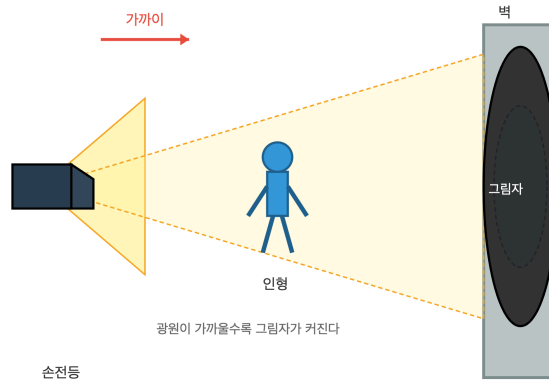 가까이
벽
그림자
인형
광원이 가까울수록 그림자가 커진다
손전등